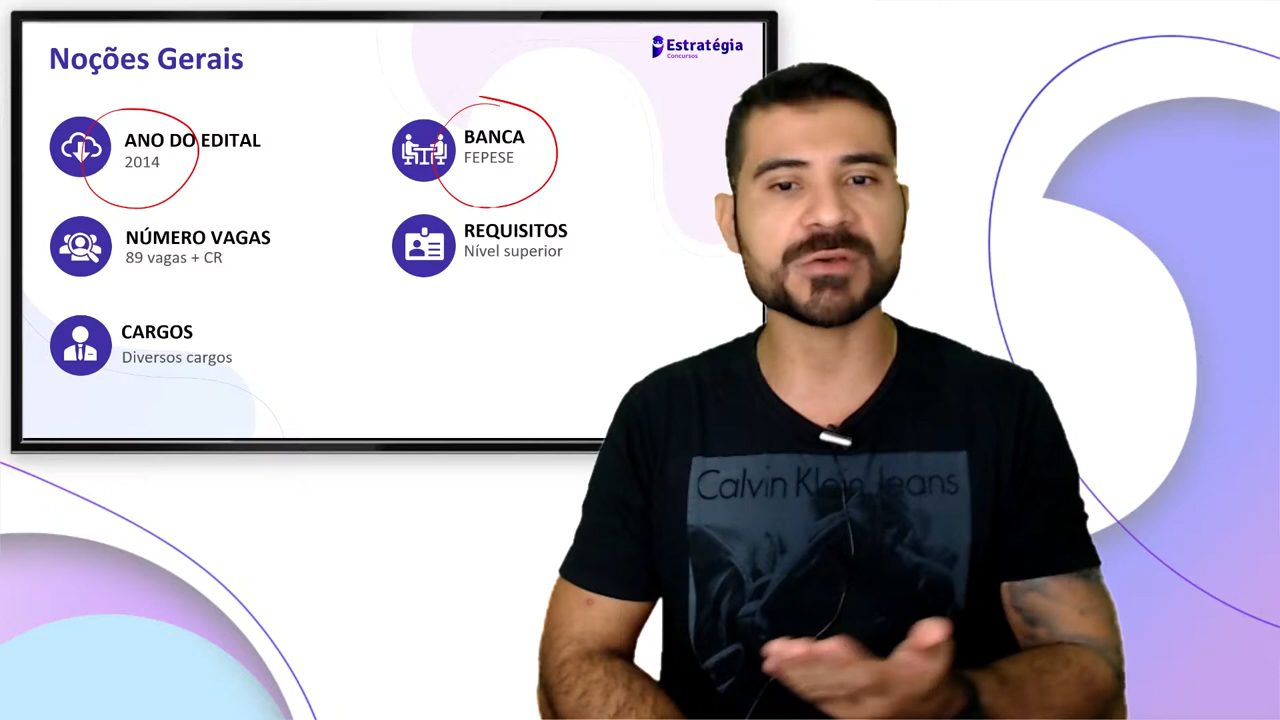 Noções Gerais
Estratégia
Concursos
ANO DO EDITAL
2014
BANCA
FEPESE
NÚMERO VAGAS
89 vagas + CR
REQUISITOS
Nível superior
CARGOS
Diversos cargos
Calvin Klein Jeans